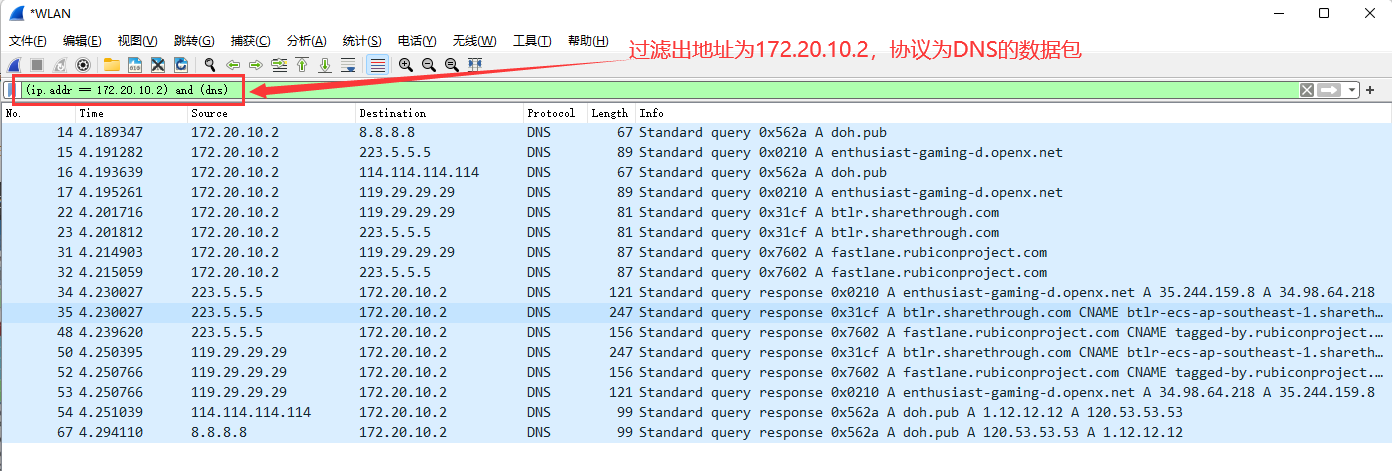 *WLAN
文件(F) 编辑(E) 视图(V) 跳转(G) 捕获(C) 分析(A) 统计(S) 电话(Y) 无线(W) 工具(T) 帮助(H)
过滤出地址为172.20.10.2，协议为DNS的数据包
(ip.addr == 172.20.10.2) and (dns)
No. Time Source Destination Protocol Length Info
14 4.189347 172.20.10.2 8.8.8.8 DNS 67 Standard query 0x562a A doh.pub
15 4.191282 172.20.10.2 223.5.5.5 DNS 89 Standard query 0x0210 A enthusiast-gaming-d.openx.net
16 4.193639 172.20.10.2 114.114.114.114 DNS 67 Standard query 0x562a A doh.pub
17 4.195261 172.20.10.2 119.29.29.29 DNS 89 Standard query 0x0210 A enthusiast-gaming-d.openx.net
22 4.201716 172.20.10.2 119.29.29.29 DNS 81 Standard query 0x31cf A btlr.sharethrough.com
23 4.201812 172.20.10.2 223.5.5.5 DNS 81 Standard query 0x31cf A btlr.sharethrough.com
31 4.214903 172.20.10.2 119.29.29.29 DNS 87 Standard query 0x7602 A fastlane.rubiconproject.com
32 4.215059 172.20.10.2 223.5.5.5 DNS 87 Standard query 0x7602 A fastlane.rubiconproject.com
34 4.230027 223.5.5.5 172.20.10.2 DNS 121 Standard query response 0x0210 A enthusiast-gaming-d.openx.net A 35.244.159.8 A 34.98.64.218
35 4.230027 223.5.5.5 172.20.10.2 DNS 247 Standard query response 0x31cf A btlr.sharethrough.com CNAME btlr-ecs-ap-southeast-1.shareth…
48 4.239620 223.5.5.5 172.20.10.2 DNS 156 Standard query response 0x7602 A fastlane.rubiconproject.com CNAME tagged-by.rubiconproject.…
50 4.250395 119.29.29.29 172.20.10.2 DNS 247 Standard query response 0x31cf A btlr.sharethrough.com CNAME btlr-ecs-ap-southeast-1.shareth…
52 4.250766 119.29.29.29 172.20.10.2 DNS 156 Standard query response 0x7602 A fastlane.rubiconproject.com CNAME tagged-by.rubiconproject.…
53 4.250766 119.29.29.29 172.20.10.2 DNS 121 Standard query response 0x0210 A enthusiast-gaming-d.openx.net A 34.98.64.218 A 35.244.159.8
54 4.251039 114.114.114.114 172.20.10.2 DNS 99 Standard query response 0x562a A doh.pub A 1.12.12.12 A 120.53.53.53
67 4.294110 8.8.8.8 172.20.10.2 DNS 99 Standard query response 0x562a A doh.pub A 120.53.53.53 A 1.12.12.12